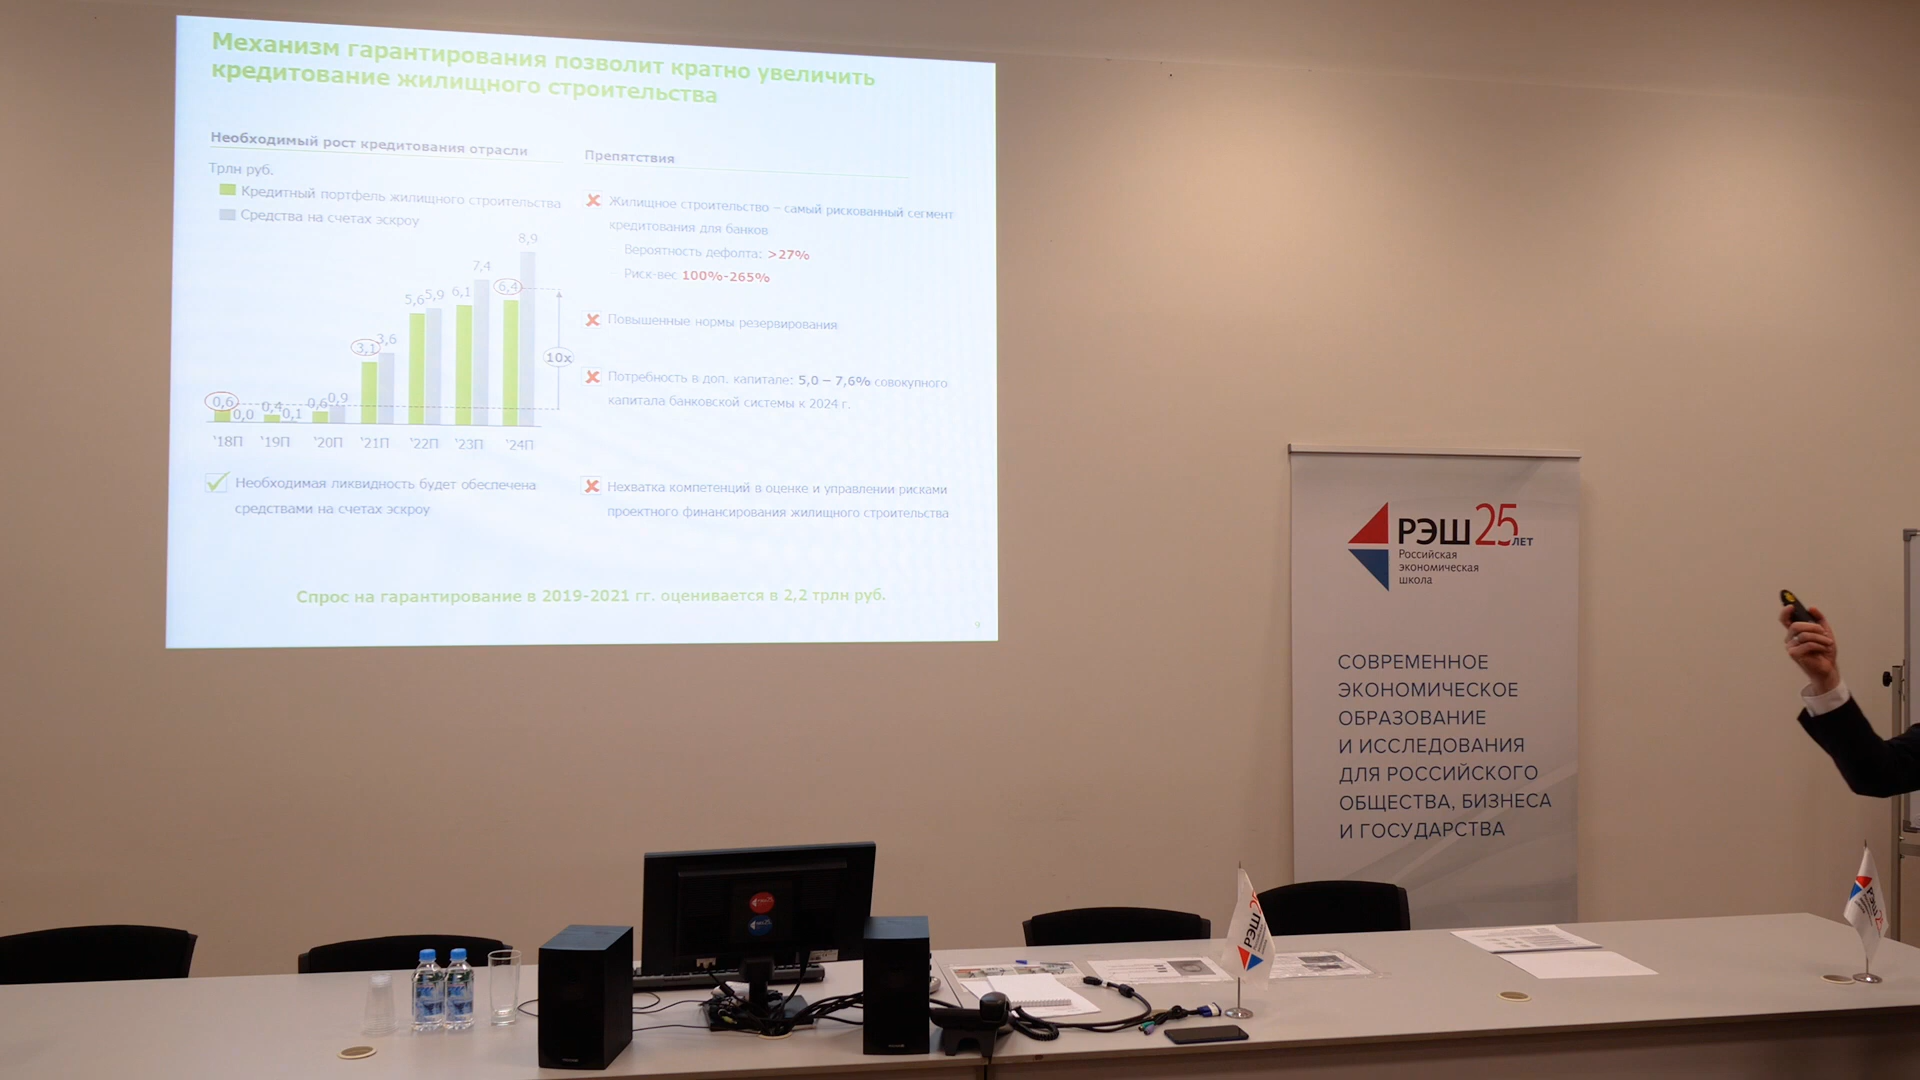 Механизм гарантирования позволит кратно увеличить
кредитование жилищного строительства
Необходимый рост кредитования отрасли
Трлн руб.
Кредитный портфель жилищного строительства
Средства на счетах эскроу
8,9
7,4
6,4
5,6 5,9 6,1
3,1 3,6
10x
0,6 0,0 0,4 0,1 0,6 0,9
‘18П ‘19П ‘20П ‘21П ‘22П ‘23П ‘24П
Необходимая ликвидность будет обеспечена
средствами на счетах эскроу
Препятствия
Жилищное строительство – самый рискованный сегмент
кредитования для банков
Вероятность дефолта: >27%
Риск-вес 100%-265%
Повышенные нормы резервирования
Потребность в доп. капитале: 5,0 – 7,6% совокупного
капитала банковской системы к 2024 г.
Нехватка компетенций в оценке и управлении рисками
проектного финансирования жилищного строительства
Спрос на гарантирование в 2019-2021 гг. оценивается в 2,2 трлн руб.
9
РЭШ 25 ЛЕТ
Российская
экономическая
школа
СОВРЕМЕННОЕ
ЭКОНОМИЧЕСКОЕ
ОБРАЗОВАНИЕ
И ИССЛЕДОВАНИЯ
ДЛЯ РОССИЙСКОГО
ОБЩЕСТВА, БИЗНЕСА
И ГОСУДАРСТВА
РЭШ
РЭШ